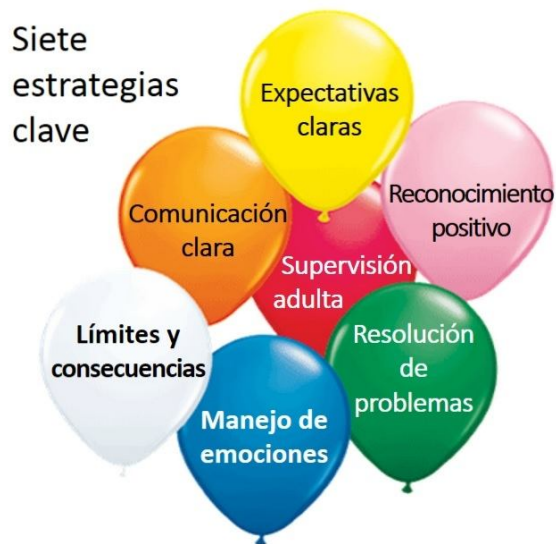 Siete
estrategias
clave
Expectativas
claras
Reconocimiento
positivo
Comunicación
clara
Supervisión
adulta
Límites y
consecuencias
Resolución
de
problemas
Manejo de
emociones